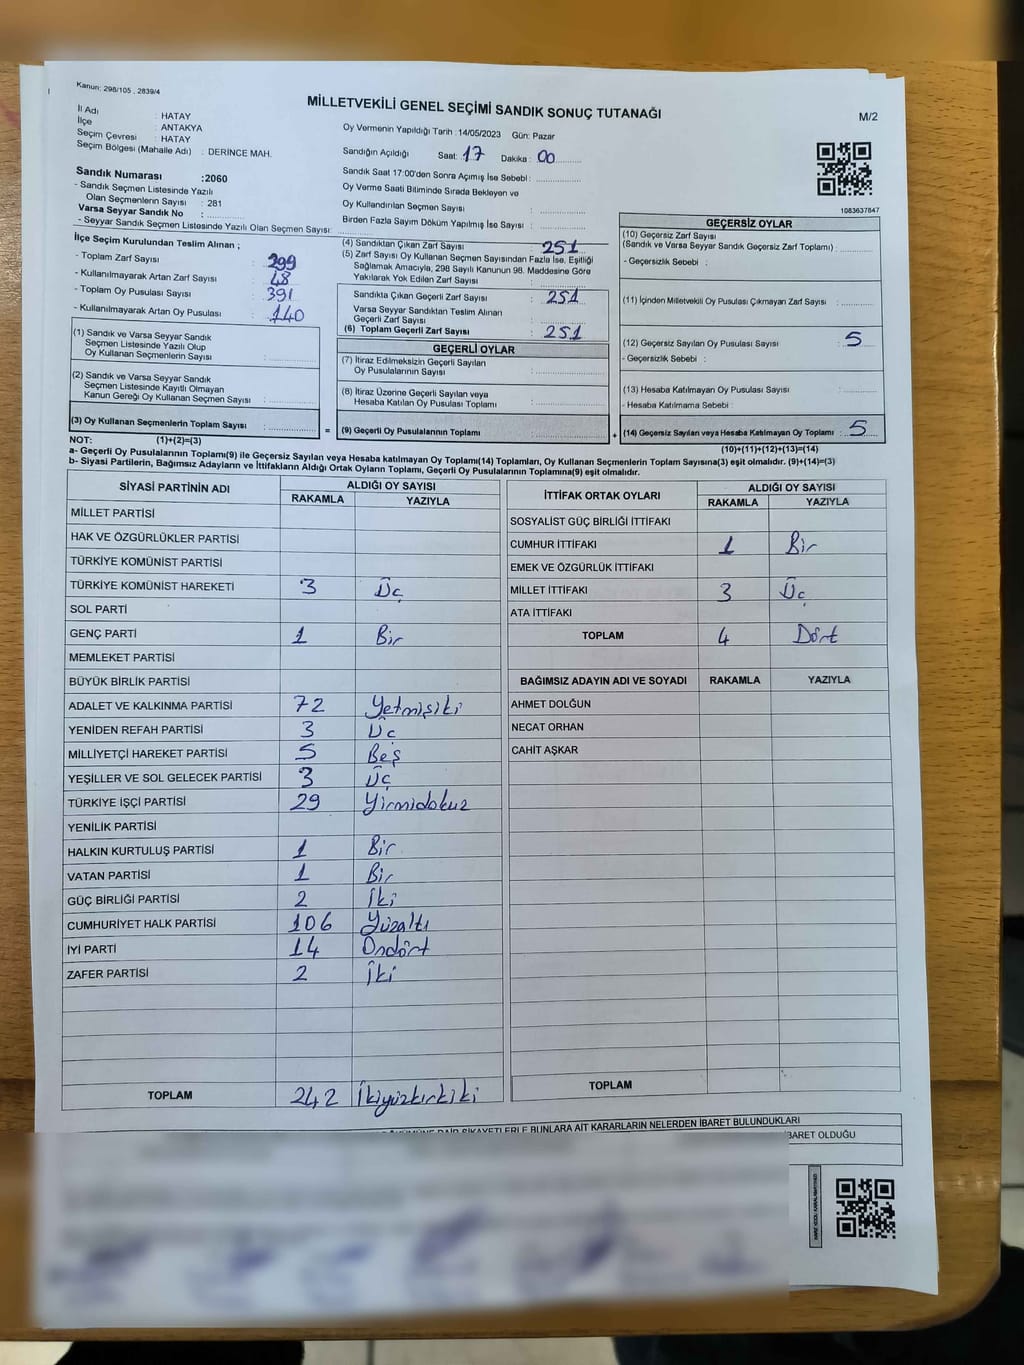 Kanun: 298/105 , 2839/4
MİLLETVEKİLİ GENEL SEÇİMİ SANDIK SONUÇ TUTANAĞI
M/2
İl Adı : HATAY
İlçe : ANTAKYA
Seçim Çevresi : HATAY
Seçim Bölgesi (Mahalle Adı) : DERİNCE MAH.
Oy Vermenin Yapıldığı Tarih : 14/05/2023 Gün: Pazar
Sandığın Açıldığı Saat: 17 Dakika : 00
Sandık Saat 17:00'den Sonra Açımış İse Sebebi :
Oy Verme Saati Bitiminde Sırada Bekleyen ve
Oy Kullandırılan Seçmen Sayısı :
Birden Fazla Sayım Döküm Yapılmış İse Sayısı :
1083637847
Sandık Numarası :2060
- Sandık Seçmen Listesinde Yazılı
Olan Seçmenlerin Sayısı : 281
Varsa Seyyar Sandık No :
- Seyyar Sandık Seçmen Listesinde Yazılı Olan Seçmen Sayısı:
İlçe Seçim Kurulundan Teslim Alınan ;
- Toplam Zarf Sayısı : 299
- Kullanılmayarak Artan Zarf Sayısı : 48
- Toplam Oy Pusulası Sayısı : 391
- Kullanılmayarak Artan Oy Pusulası : 140
(1) Sandık ve Varsa Seyyar Sandık
Seçmen Listesinde Yazılı Olup
Oy Kullanan Seçmenlerin Sayısı :
(2) Sandık ve Varsa Seyyar Sandık
Seçmen Listesinde Kayıtlı Olmayan
Kanun Gereği Oy Kullanan Seçmen Sayısı :
(3) Oy Kullanan Seçmenlerin Toplam Sayısı :
(4) Sandıktan Çıkan Zarf Sayısı : 251
(5) Zarf Sayısı Oy Kullanan Seçmen Sayısından Fazla İse, Eşitliği
Sağlamak Amacıyla, 298 Sayılı Kanunun 98. Maddesine Göre
Yakılarak Yok Edilen Zarf Sayısı :
Sandıkta Çıkan Geçerli Zarf Sayısı : 251
Varsa Seyyar Sandıktan Teslim Alınan
Geçerli Zarf Sayısı :
(6) Toplam Geçerli Zarf Sayısı : 251
GEÇERLİ OYLAR
(7) İtiraz Edilmeksizin Geçerli Sayılan
Oy Pusulalarının Sayısı :
(8) İtiraz Üzerine Geçerli Sayılan veya
Hesaba Katılan Oy Pusulası Toplamı :
=
(9) Geçerli Oy Pusulalarının Toplamı :
+
GEÇERSİZ OYLAR
(10) Geçersiz Zarf Sayısı
(Sandık ve Varsa Seyyar Sandık Geçersiz Zarf Toplamı) :
- Geçersizlik Sebebi :
(11) İçinden Milletvekili Oy Pusulası Çıkmayan Zarf Sayısı :
(12) Geçersiz Sayılan Oy Pusulası Sayısı : 5
- Geçersizlik Sebebi :
(13) Hesaba Katılmayan Oy Pusulası Sayısı :
- Hesaba Katılmama Sebebi :
(14) Geçersiz Sayılan veya Hesaba Katılmayan Oy Toplamı : 5
NOT: (1)+(2)=(3)
(10)+(11)+(12)+(13)=(14)
a- Geçerli Oy Pusulalarının Toplamı(9) ile Geçersiz Sayılan veya Hesaba katılmayan Oy Toplamı(14) Toplamları, Oy Kullanan Seçmenlerin Toplam Sayısına(3) eşit olmalıdır. (9)+(14)=(3)
b- Siyasi Partilerin, Bağımsız Adayların ve İttifakların Aldığı Ortak Oyların Toplamı, Geçerli Oy Pusulalarının Toplamına(9) eşit olmalıdır.
SİYASİ PARTİNİN ADI
ALDIĞI OY SAYISI
RAKAMLA YAZIYLA
MİLLET PARTİSİ
HAK VE ÖZGÜRLÜKLER PARTİSİ
TÜRKİYE KOMÜNİST PARTİSİ
TÜRKİYE KOMÜNİST HAREKETİ 3 Üç
SOL PARTİ
GENÇ PARTİ 1 Bir
MEMLEKET PARTİSİ
BÜYÜK BİRLİK PARTİSİ
ADALET VE KALKINMA PARTİSİ 72 Yetmişiki
YENİDEN REFAH PARTİSİ 3 Üç
MİLLİYETÇİ HAREKET PARTİSİ 5 Beş
YEŞİLLER VE SOL GELECEK PARTİSİ 3 Üç
TÜRKİYE İŞÇİ PARTİSİ 29 Yirmidokuz
YENİLİK PARTİSİ
HALKIN KURTULUŞ PARTİSİ 1 Bir
VATAN PARTİSİ 1 Bir
GÜÇ BİRLİĞİ PARTİSİ 2 İki
CUMHURİYET HALK PARTİSİ 106 Yüzaltı
İYİ PARTİ 14 Ondört
ZAFER PARTİSİ 2 İki
TOPLAM 242 İkiyüzkırkiki
İTTİFAK ORTAK OYLARI
ALDIĞI OY SAYISI
RAKAMLA YAZIYLA
SOSYALİST GÜÇ BİRLİĞİ İTTİFAKI
CUMHUR İTTİFAKI 1 Bir
EMEK VE ÖZGÜRLÜK İTTİFAKI
MİLLET İTTİFAKI 3 Üç
ATA İTTİFAKI
TOPLAM 4 Dört
BAĞIMSIZ ADAYIN ADI VE SOYADI RAKAMLA YAZIYLA
AHMET DOLĞUN
NECAT ORHAN
CAHİT AŞKAR
TOPLAM
DAİR ŞİKAYETLERLE BUNLARA AİT KARARLARIN NELERDEN İBARET BULUNDUKLARI
İBARET OLDUĞU